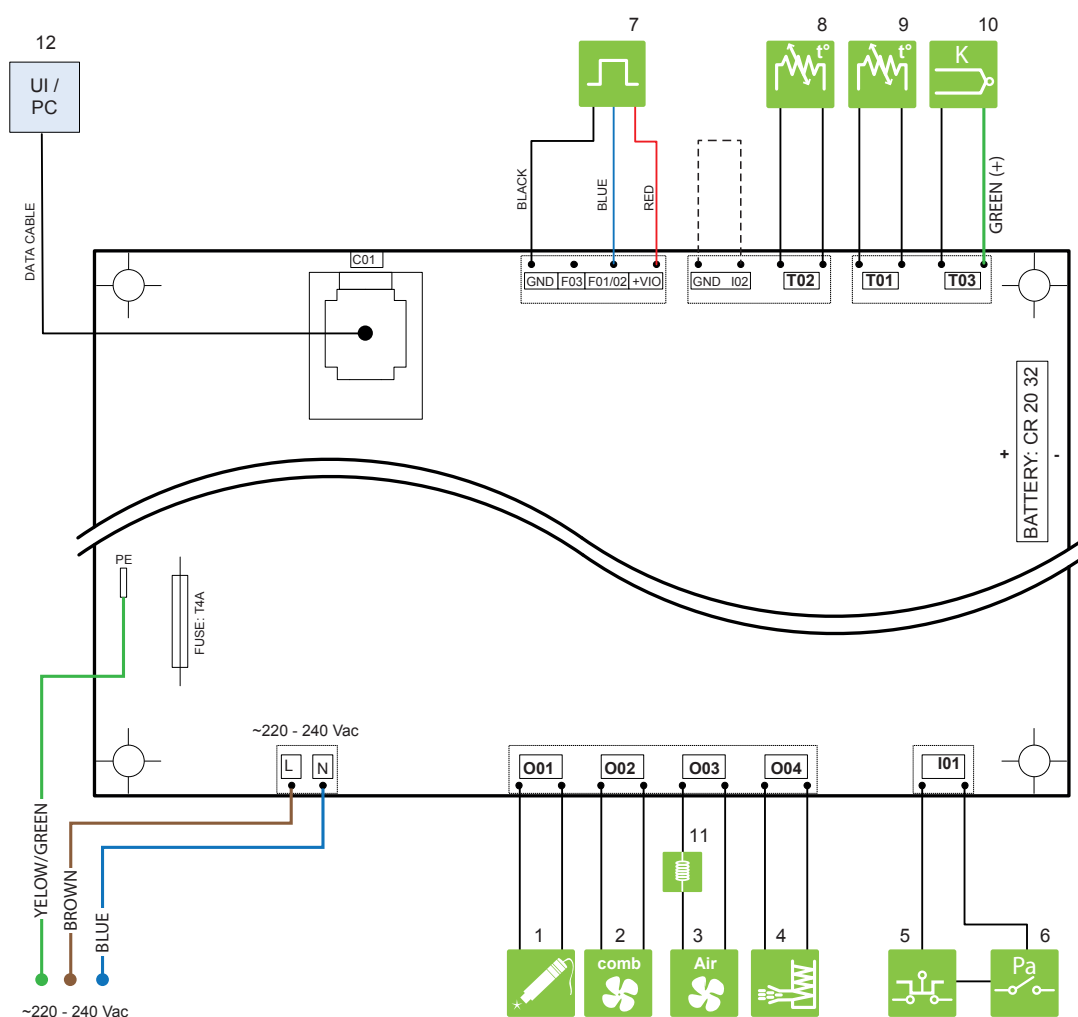 12
7
8
9
10
UI /
PC
t°
t°
K
DATA CABLE
BLACK
BLUE
RED
GREEN (+)
C01
GND
F03
F01/02
+VIO
GND
I02
T02
T01
T03
BATTERY: CR 20 32
+
-
PE
FUSE: T4A
~220 - 240 Vac
L
N
O01
O02
O03
O04
I01
11
YELOW/GREEN
BROWN
BLUE
1
2
3
4
5
6
comb
Air
Pa
~220 - 240 Vac